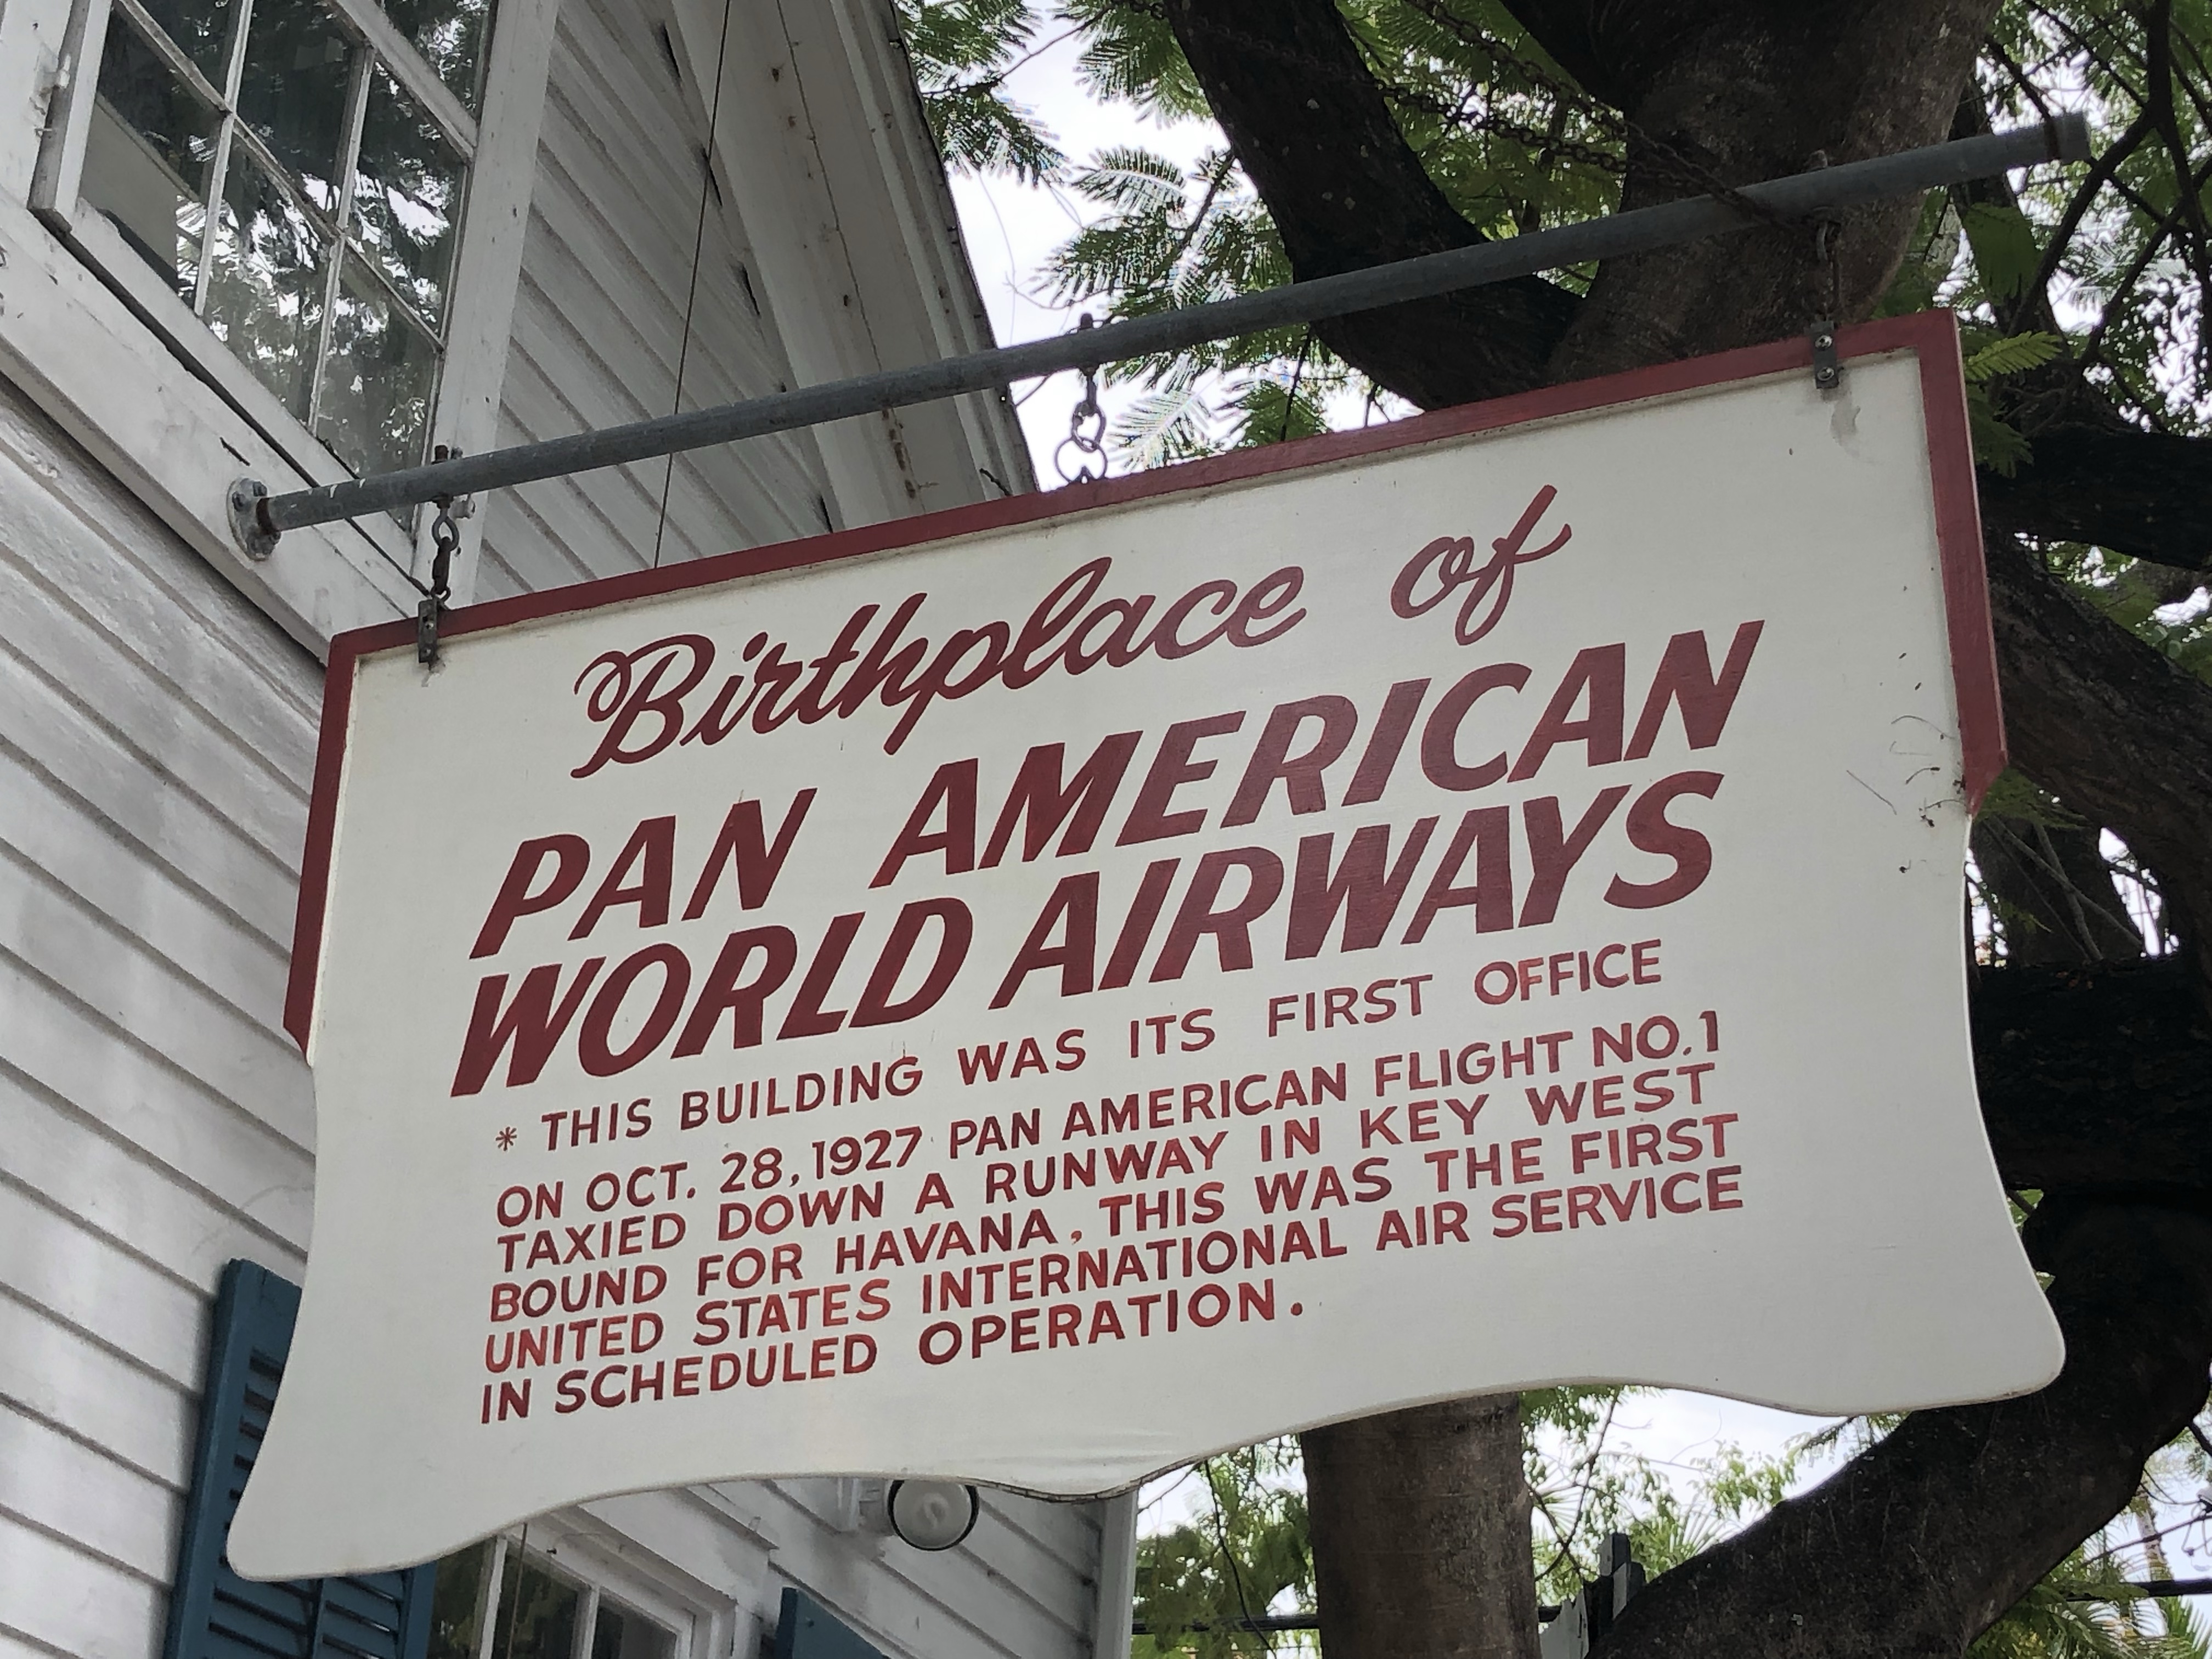 Birthplace of
PAN AMERICAN
WORLD AIRWAYS
* THIS BUILDING WAS ITS FIRST OFFICE
ON OCT. 28, 1927 PAN AMERICAN FLIGHT NO. 1
TAXIED DOWN A RUNWAY IN KEY WEST
BOUND FOR HAVANA, THIS WAS THE FIRST
UNITED STATES INTERNATIONAL AIR SERVICE
IN SCHEDULED OPERATION.